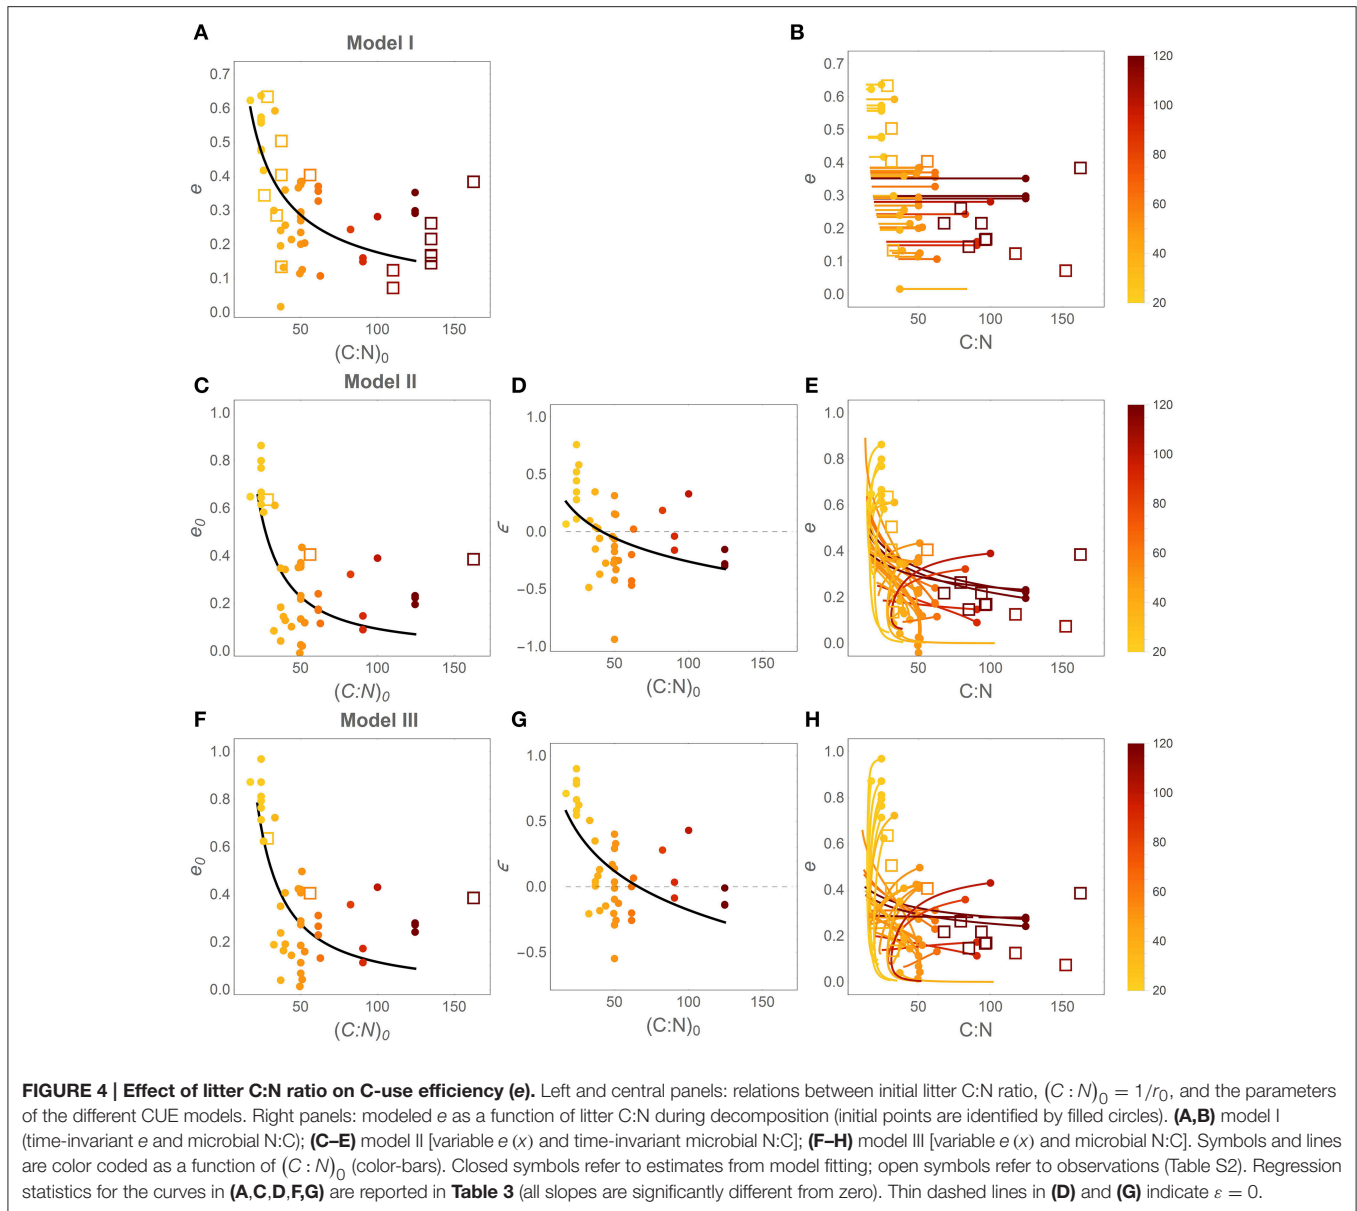 A
Model I
0.7
0.6
0.5
0.4
0.3
0.2
0.1
0.0
e
50
100
150
(C:N)0
B
0.7
0.6
0.5
0.4
0.3
0.2
0.1
0.0
e
50
100
150
C:N
120
100
80
60
40
20
C
Model II
1.0
0.8
0.6
0.4
0.2
0.0
e0
50
100
150
(C:N)0
D
1.0
0.5
0.0
−0.5
−1.0
ϵ
50
100
150
(C:N)0
E
1.0
0.8
0.6
0.4
0.2
0.0
e
50
100
150
C:N
120
100
80
60
40
20
F
Model III
1.0
0.8
0.6
0.4
0.2
0.0
e0
50
100
150
(C:N)0
G
1.0
0.5
0.0
−0.5
ϵ
50
100
150
(C:N)0
H
1.0
0.8
0.6
0.4
0.2
0.0
e
50
100
150
C:N
120
100
80
60
40
20
FIGURE 4 | Effect of litter C:N ratio on C-use efficiency (e). Left and central panels: relations between initial litter C:N ratio, (C : N)0 = 1/r0, and the parameters
of the different CUE models. Right panels: modeled e as a function of litter C:N during decomposition (initial points are identified by filled circles). (A,B) model I
(time-invariant e and microbial N:C); (C–E) model II [variable e (x) and time-invariant microbial N:C]; (F–H) model III [variable e (x) and microbial N:C]. Symbols and lines
are color coded as a function of (C : N)0 (color-bars). Closed symbols refer to estimates from model fitting; open symbols refer to observations (Table S2). Regression
statistics for the curves in (A,C,D,F,G) are reported in Table 3 (all slopes are significantly different from zero). Thin dashed lines in (D) and (G) indicate ε = 0.